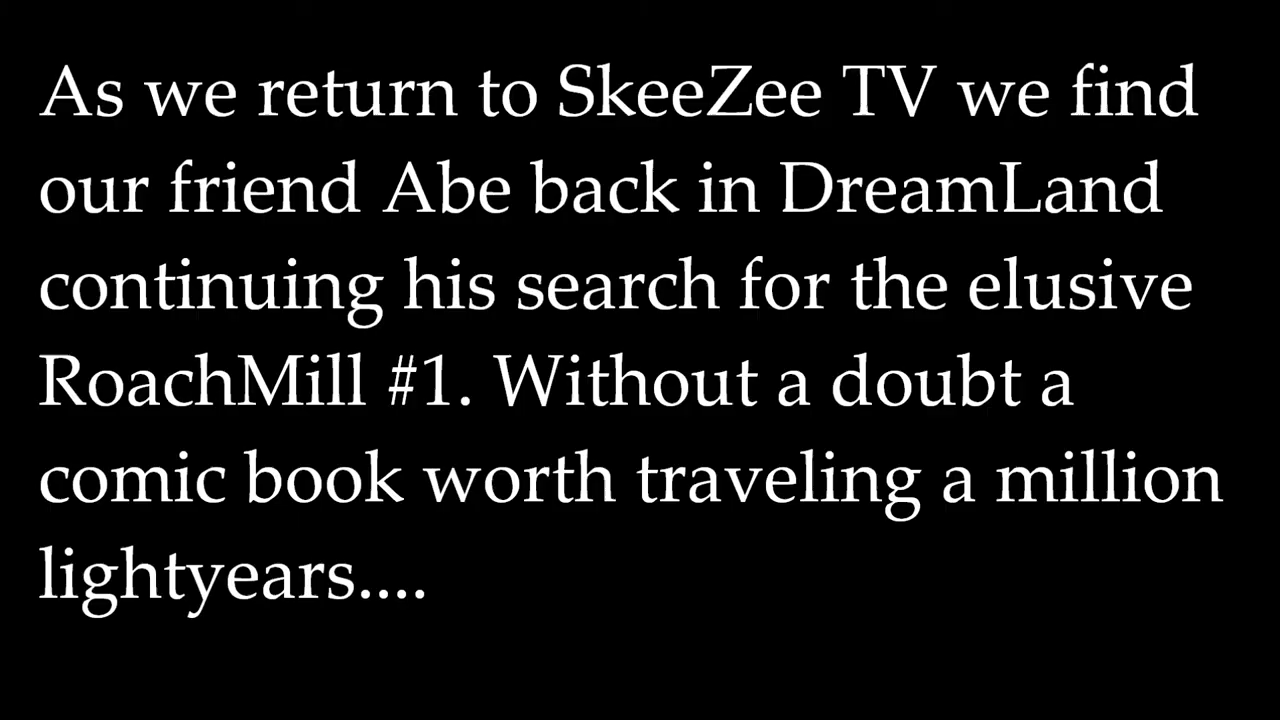 As we return to SkeeZee TV we find
our friend Abe back in DreamLand
continuing his search for the elusive
RoachMill #1. Without a doubt a
comic book worth traveling a million
lightyears....